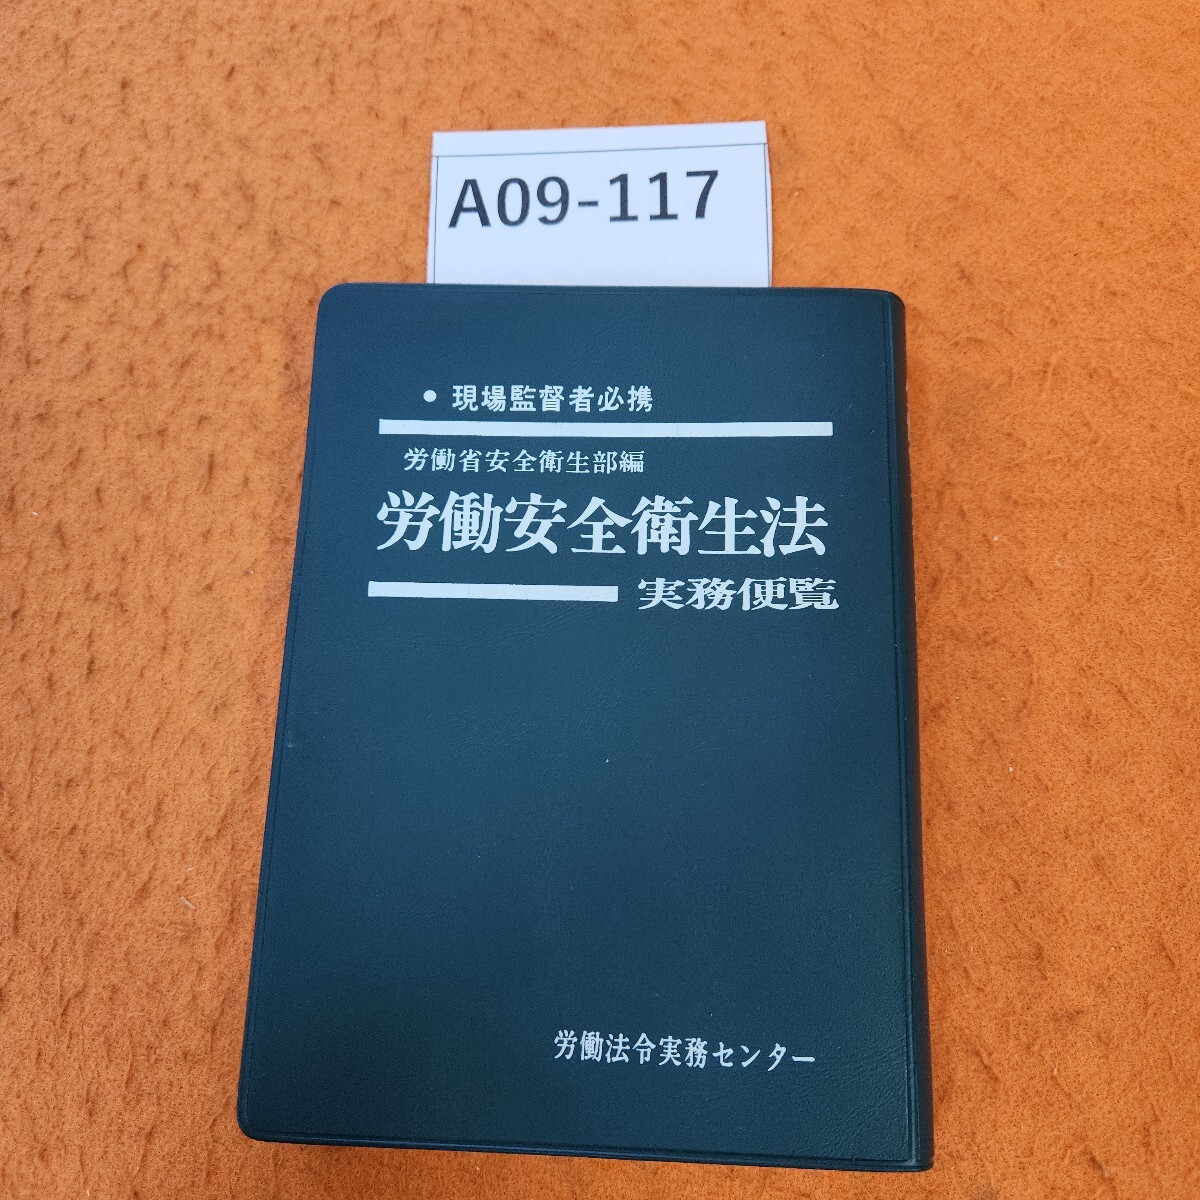 A09-117
• 現場監督者必携
労働省安全衛生部編
労働安全衛生法
実務便覧
労働法令実務センター